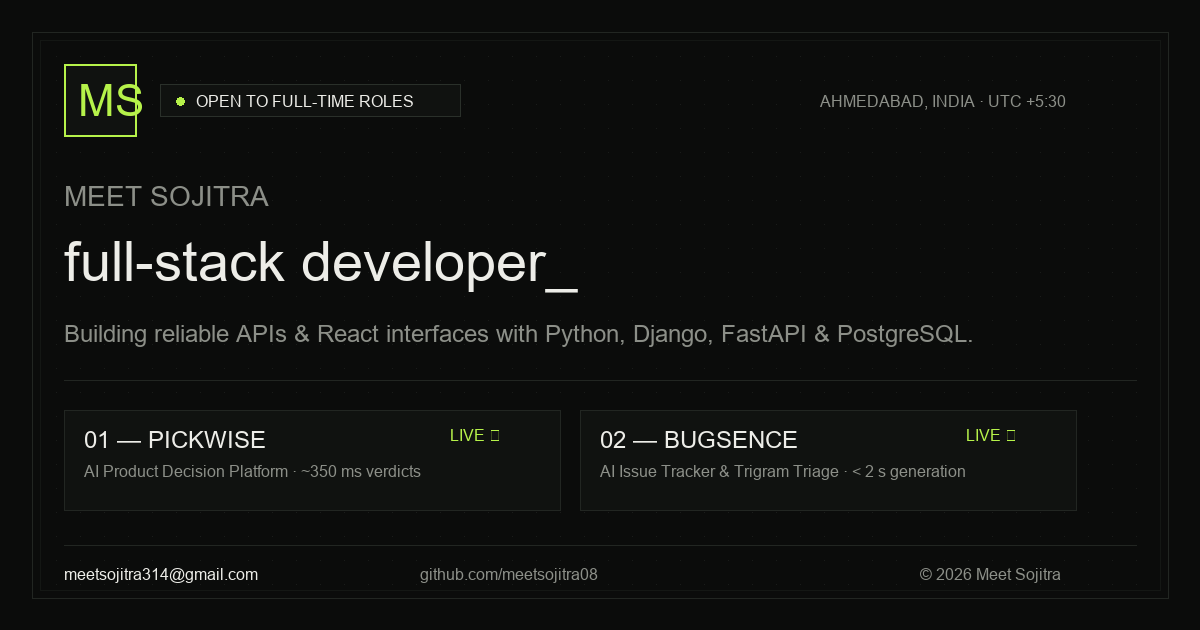 MS
OPEN TO FULL-TIME ROLES
AHMEDABAD, INDIA · UTC +5:30
MEET SOJITRA
full-stack developer_
Building reliable APIs & React interfaces with Python, Django, FastAPI & PostgreSQL.
01 — PICKWISE
LIVE
AI Product Decision Platform · ~350 ms verdicts
02 — BUGSENCE
LIVE
AI Issue Tracker & Trigram Triage · < 2 s generation
meetsojitra314@gmail.com
github.com/meetsojitra08
© 2026 Meet Sojitra